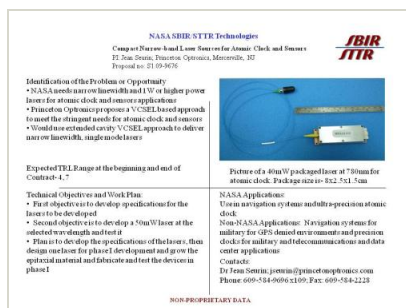 NASA SBIR/STTR Technologies
Compact Narrow-band Laser Sources for Atomic Clock and Sensors
PI: Jean Seurin, Princeton Optronics, Mercerville, NJ
Proposal no: S1.09-9676
SBIR
STTR
Identification of the Problem or Opportunity
• NASA needs narrow linewidth and 1W or higher power
lasers for atomic clock and sensors applications
• Princeton Optronics proposes a VCSEL based approach
to meet the stringent needs for atomic clock and sensors
• Would use extended cavity VCSEL approach to deliver
narrow linewidth, single mode lasers
Expected TRL Range at the beginning and end of
Contract- 4, 7
Picture of a 40mW packaged laser at 780nm for
atomic clock. Package size is- 8x2.5x1.5cm
Technical Objectives and Work Plan:
• First objective is to develop specifications for the
lasers to be developed
• Second objective is to develop a 50mW laser at the
selected wavelength and test it
• Plan is to develop the specifications of the lasers, then
design one laser for phase I development and grow the
epitaxial material and fabricate and test the devices in
phase I
NASA Applications:
Use in navigation systems and ultra-precision atomic
clock
Non-NASA Applications: Navigation systems for
military for GPS denied environments and precision
clocks for military and telecommunications and data
center applications
Contacts:
Dr Jean Seurin; jseurin@princetonoptronics.com
Phone: 609-584-9696 x109; Fax: 609-584-2228
NON-PROPRIETARY DATA